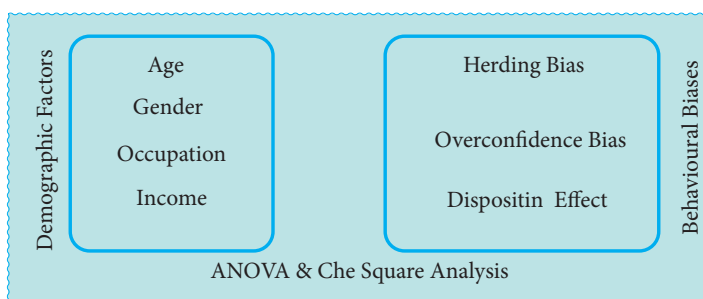 Demographic Factors
Age
Gender
Occupation
Income
Herding Bias
Overconfidence Bias
Dispositin Effect
Behavioural Biases
ANOVA & Che Square Analysis